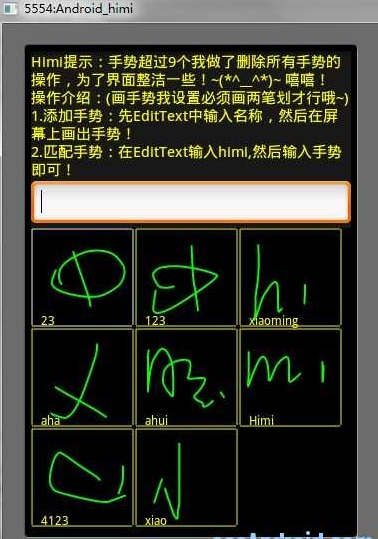 5554:Android_himi
Himi提示：手势超过9个我做了删除所有手势的
操作，为了界面整洁一些！~(*^__^*)~ 嘻嘻！
操作介绍：(画手势我设置必须画两笔划才行哦~)
1.添加手势：先EditText中输入名称，然后在屏
幕上画出手势！
2.匹配手势：在EditText输入himi,然后输入手势
即可！
23
123
xiaoming
aha
ahui
Himi
4123
xiao